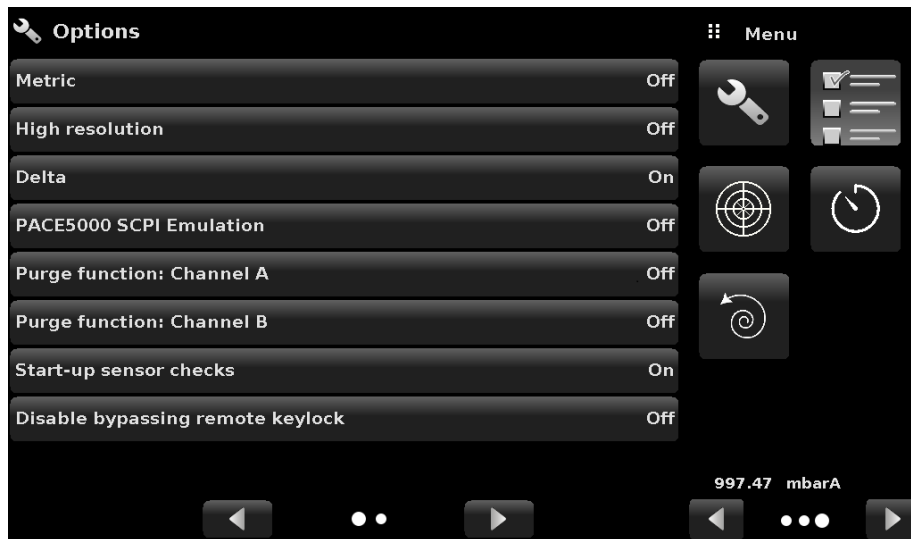 Options
Metric Off
High resolution Off
Delta On
PACE5000 SCPI Emulation Off
Purge function: Channel A Off
Purge function: Channel B Off
Start-up sensor checks On
Disable bypassing remote keylock Off
Menu
997.47 mbarA